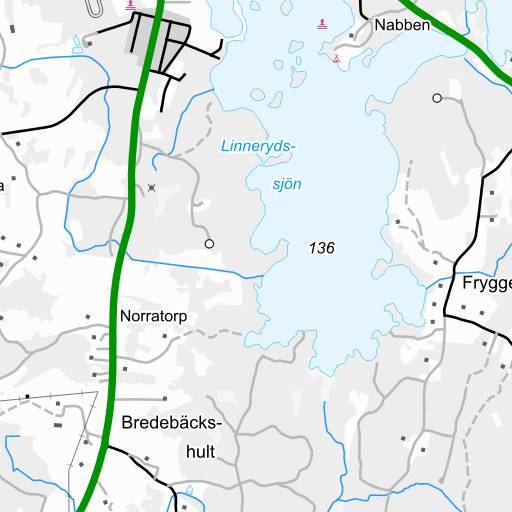 Nabben
Linneryds-
sjön
a
136
Frygge
Norratorp
Bredebäcks-
hult